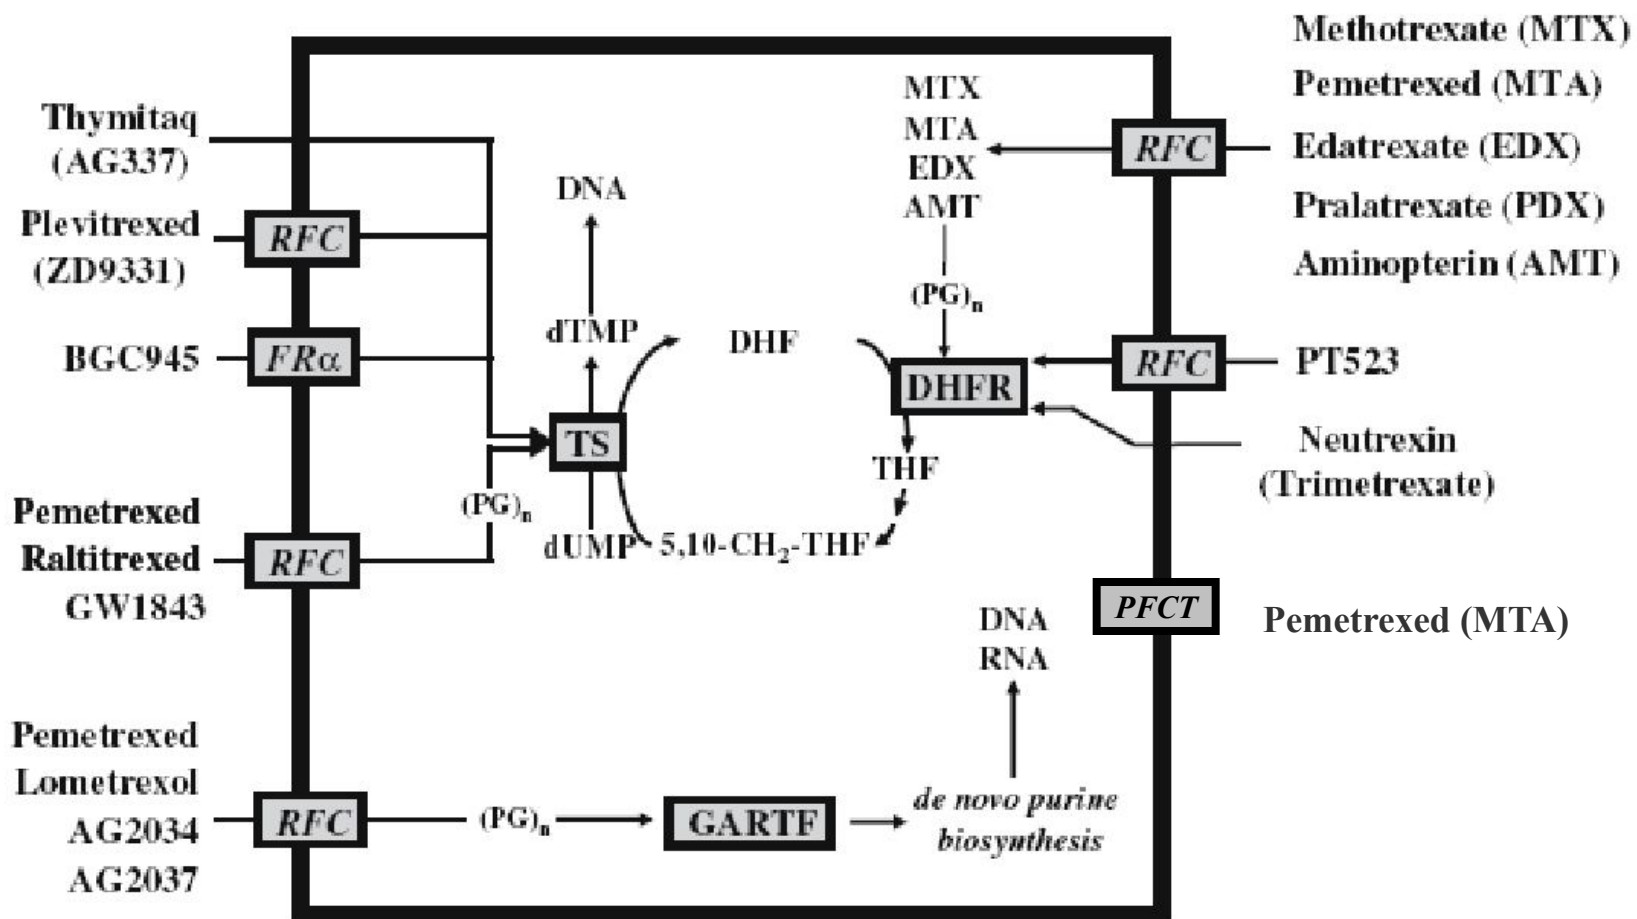 Thymitaq
(AG337)
Plevitrexed
(ZD9331)
RFC
BGC945
FRα
Pemetrexed
Raltitrexed
GW1843
RFC
(PG)n
Pemetrexed
Lometrexol
AG2034
AG2037
RFC
(PG)n
GARTF
de novo purine
biosynthesis
DNA
RNA
DNA
dTMP
TS
dUMP
DHF
5,10-CH2-THF
THF
DHFR
MTX
MTA
EDX
AMT
(PG)n
RFC
Methotrexate (MTX)
Pemetrexed (MTA)
Edatrexate (EDX)
Pralatrexate (PDX)
Aminopterin (AMT)
RFC
PT523
Neutrexin
(Trimetrexate)
PFCT
Pemetrexed (MTA)